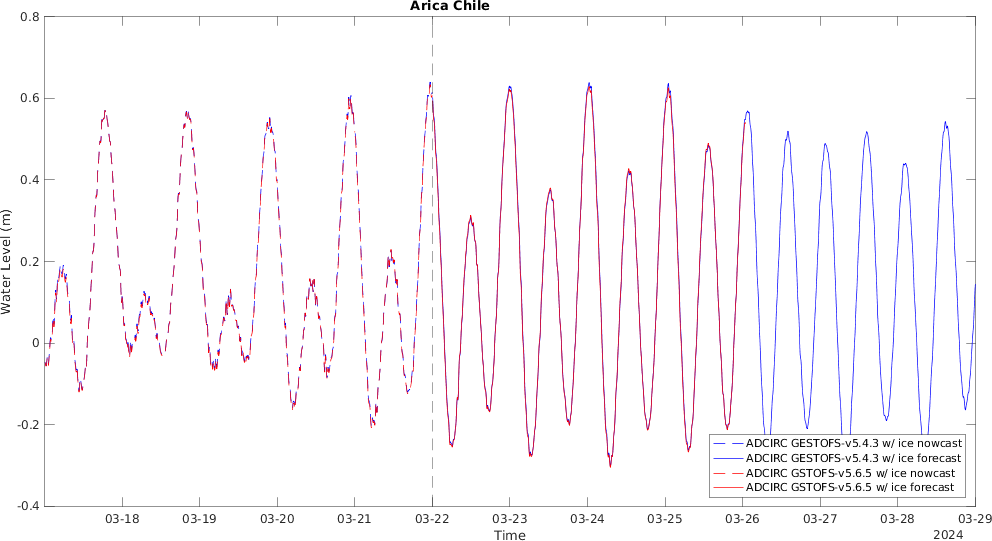 Arica Chile
0.8
0.6
0.4
0.2
0
-0.2
-0.4
Water Level (m)
03-18 03-19 03-20 03-21 03-22 03-23 03-24 03-25 03-26 03-27 03-28 03-29
Time
2024
ADCIRC GESTOFS-v5.4.3 w/ ice nowcast
ADCIRC GESTOFS-v5.4.3 w/ ice forecast
ADCIRC GSTOFS-v5.6.5 w/ ice nowcast
ADCIRC GSTOFS-v5.6.5 w/ ice forecast